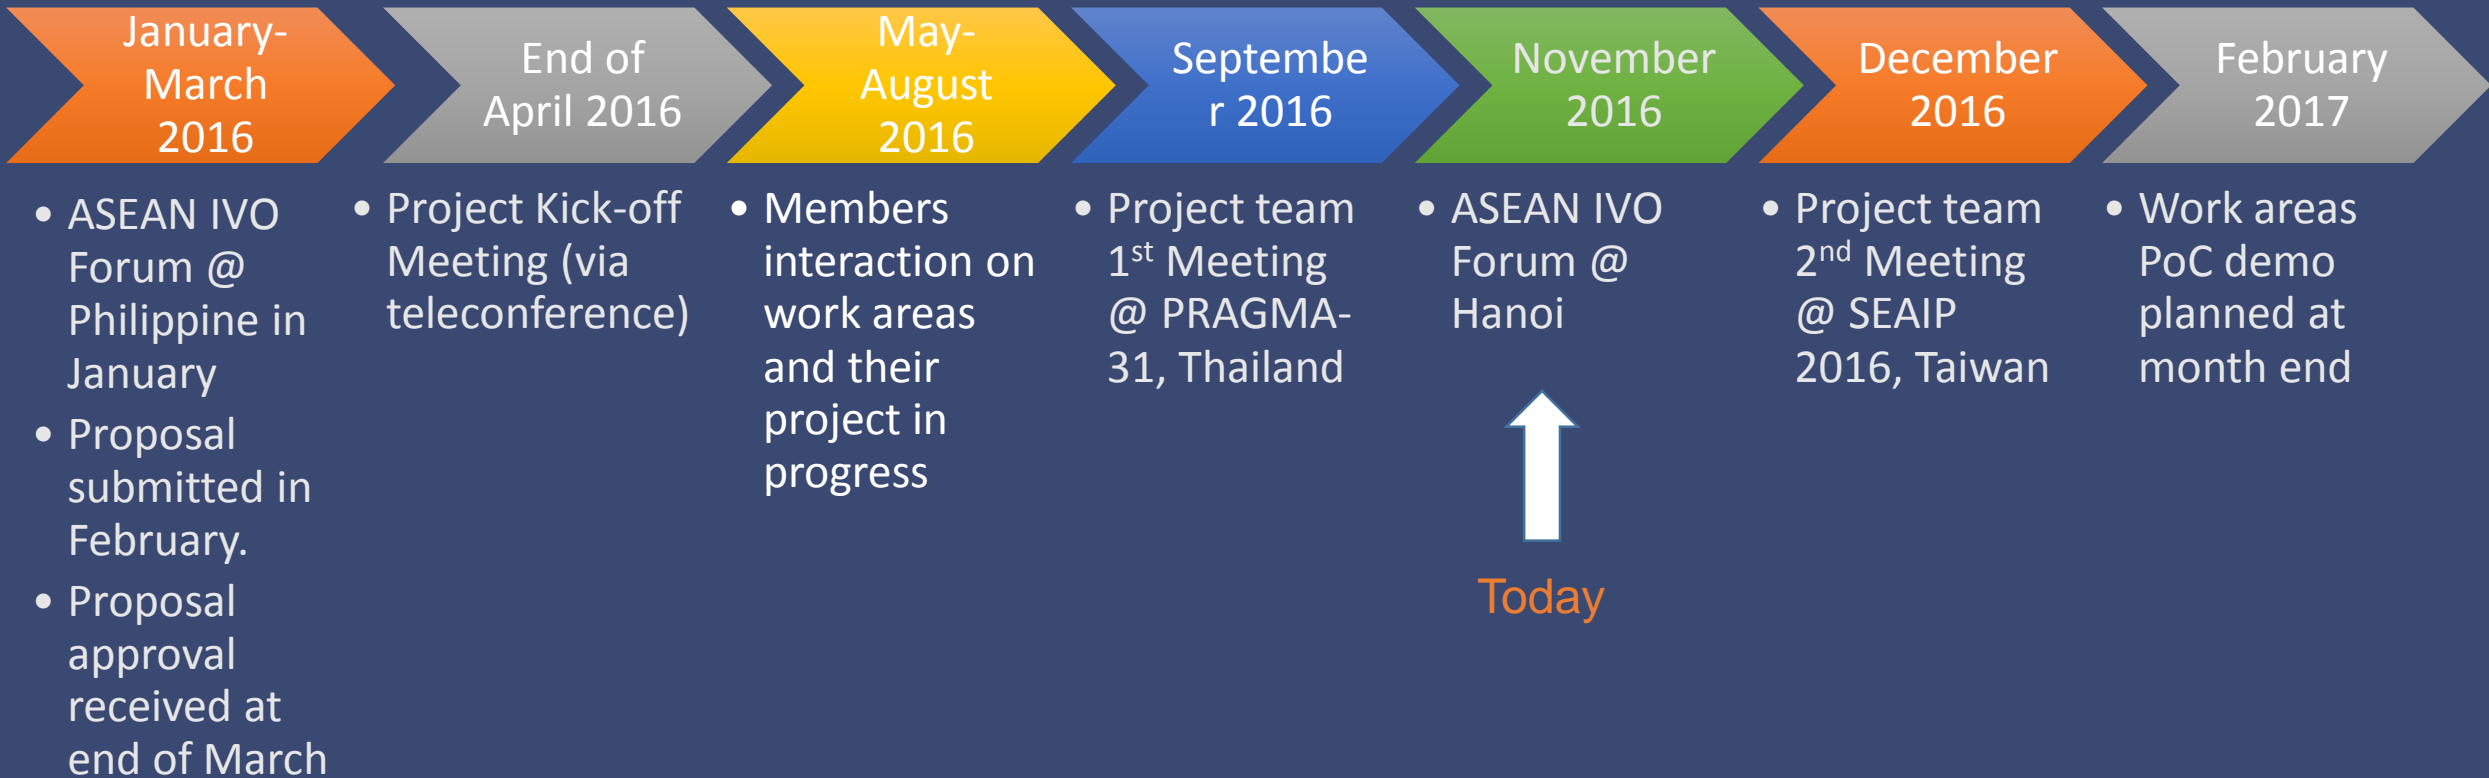 January-
March
2016
End of
April 2016
May-
August
2016
Septembe
r 2016
November
2016
December
2016
February
2017
• ASEAN IVO
Forum @
Philippine in
January
• Proposal
submitted in
February.
• Proposal
approval
received at
end of March
• Project Kick-off
Meeting (via
teleconference)
• Members
interaction on
work areas
and their
project in
progress
• Project team
1st Meeting
@ PRAGMA-
31, Thailand
• ASEAN IVO
Forum @
Hanoi
Today
• Project team
2nd Meeting
@ SEAIP
2016, Taiwan
• Work areas
PoC demo
planned at
month end